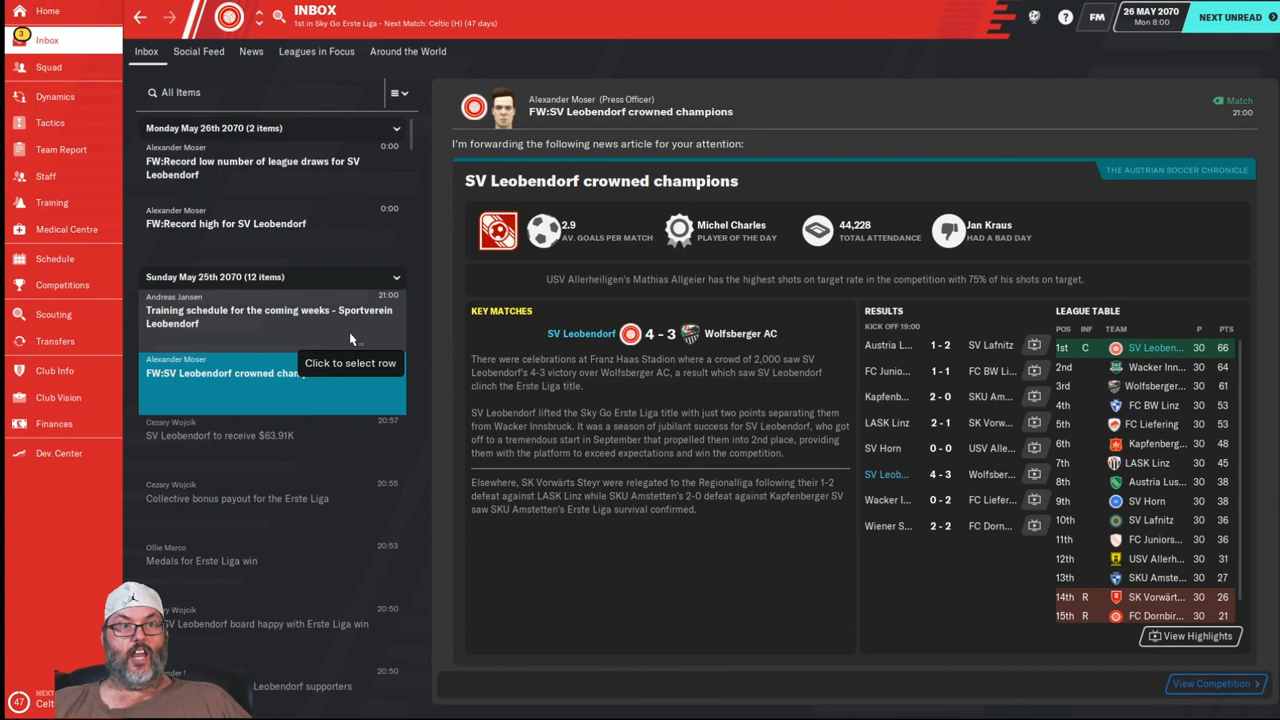 Home
3
Inbox
Squad
Dynamics
Tactics
Team Report
Staff
Training
Medical Centre
Schedule
Competitions
Scouting
Transfers
Club Info
Club Vision
Finances
Dev. Center
47
NEX
Celt
INBOX
1st in Sky Go Erste Liga - Next Match: Celtic (H) (47 days)
?
FM
26 MAY 2070
Mon 8:00
NEXT UNREAD
Inbox
Social Feed
News
Leagues in Focus
Around the World
All Items
Monday May 26th 2070 (2 items)
Alexander Moser
0:00
FW:Record low number of league draws for SV
Leobendorf
Alexander Moser
0:00
FW:Record high for SV Leobendorf
Sunday May 25th 2070 (12 items)
Andreas Jansen
21:00
Training schedule for the coming weeks - Sportverein
Leobendorf
Alexander Moser
FW:SV Leobendorf crowned cham
Click to select row
Cezary Wojcik
20:57
SV Leobendorf to receive $63.91K
Cezary Wojcik
20:55
Collective bonus payout for the Erste Liga
Ollie Marco
20:53
Medals for Erste Liga win
Wojcik
20:50
SV Leobendorf board happy with Erste Liga win
20:50
Leobendorf supporters
Alexander Moser (Press Officer)
FW:SV Leobendorf crowned champions
Match
21:00
I'm forwarding the following news article for your attention:
THE AUSTRIAN SOCCER CHRONICLE
SV Leobendorf crowned champions
2.9
AV. GOALS PER MATCH
Michel Charles
PLAYER OF THE DAY
44,228
TOTAL ATTENDANCE
Jan Kraus
HAD A BAD DAY
USV Allerheiligen's Mathias Allgeier has the highest shots on target rate in the competition with 75% of his shots on target.
KEY MATCHES
SV Leobendorf 4 - 3 Wolfsberger AC
There were celebrations at Franz Haas Stadion where a crowd of 2,000 saw SV
Leobendorf's 4-3 victory over Wolfsberger AC, a result which saw SV Leobendorf
clinch the Erste Liga title.
SV Leobendorf lifted the Sky Go Erste Liga title with just two points separating them
from Wacker Innsbruck. It was a season of jubilant success for SV Leobendorf, who got
off to a tremendous start in September that propelled them into 2nd place, providing
them with the platform to exceed expectations and win the competition.
Elsewhere, SK Vorwärts Steyr were relegated to the Regionalliga following their 1-2
defeat against LASK Linz while SKU Amstetten's 2-0 defeat against Kapfenberger SV
saw SKU Amstetten's Erste Liga survival confirmed.
RESULTS
KICK OFF 19:00
Austria L... 1 - 2 SV Lafnitz
FC Junio... 1 - 1 FC BW Li...
Kapfenb... 2 - 0 SKU Am...
LASK Linz 2 - 1 SK Vorw...
SV Horn 0 - 0 USV Alle...
SV Leob... 4 - 3 Wolfsber...
Wacker I... 0 - 2 FC Liefer...
Wiener S... 2 - 2 FC Dorn...
LEAGUE TABLE
POS INF TEAM P PTS
1st C SV Leoben... 30 66
2nd Wacker Inn... 30 64
3rd Wolfsberger... 30 61
4th FC BW Linz 30 53
5th FC Liefering 30 53
6th Kapfenberg... 30 48
7th LASK Linz 30 45
8th Austria Lus... 30 38
9th SV Horn 30 38
10th SV Lafnitz 30 36
11th FC Juniors... 30 36
12th USV Allerh... 30 31
13th SKU Amste... 30 27
14th R SK Vorwärt... 30 26
15th R FC Dornbir... 30 21
View Highlights
View Competition